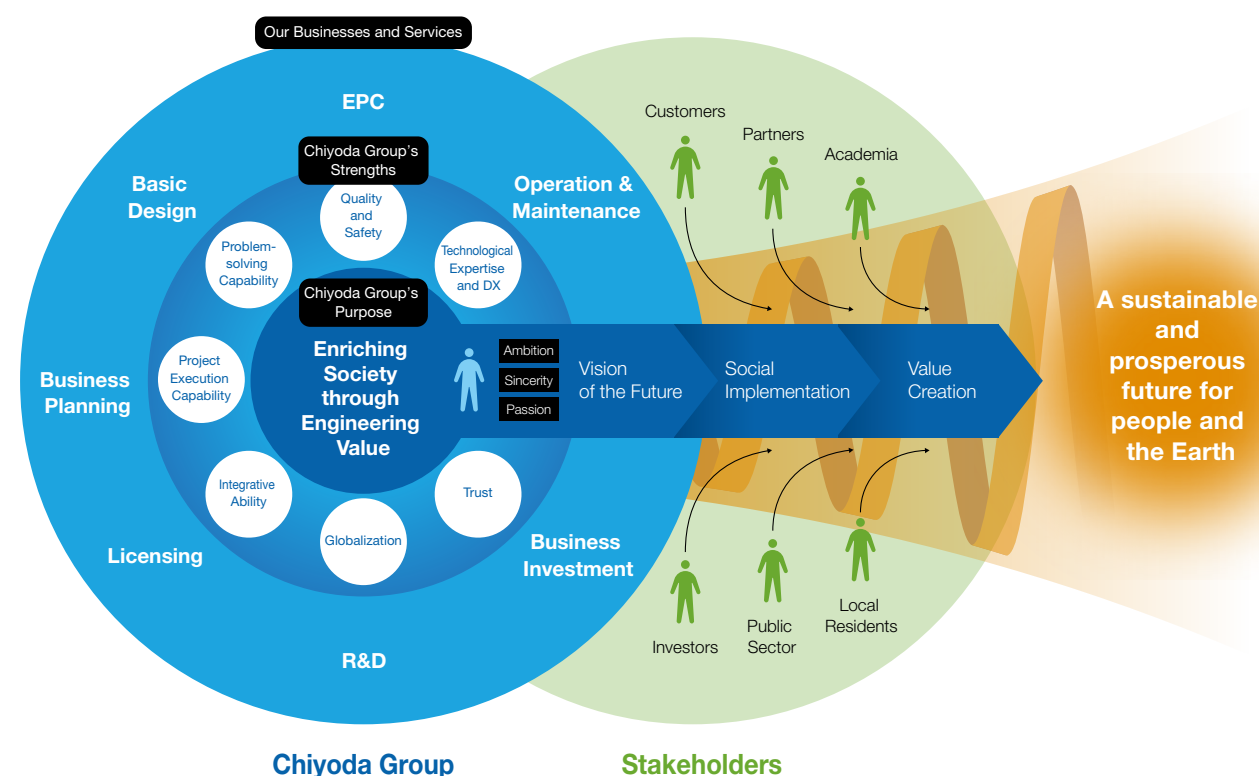 Our Businesses and Services
EPC
Basic
Design
Business
Planning
Licensing
R&D
Business
Investment
Operation &
Maintenance
Chiyoda Group's
Strengths
Quality
and
Safety
Technological
Expertise
and DX
Problem-
solving
Capability
Project
Execution
Capability
Integrative
Ability
Globalization
Trust
Chiyoda Group's
Purpose
Enriching
Society
through
Engineering
Value
Ambition
Sincerity
Passion
Vision
of the Future
Social
Implementation
Value
Creation
Customers
Partners
Academia
Investors
Public
Sector
Local
Residents
A sustainable
and
prosperous
future for
people and
the Earth
Chiyoda Group
Stakeholders